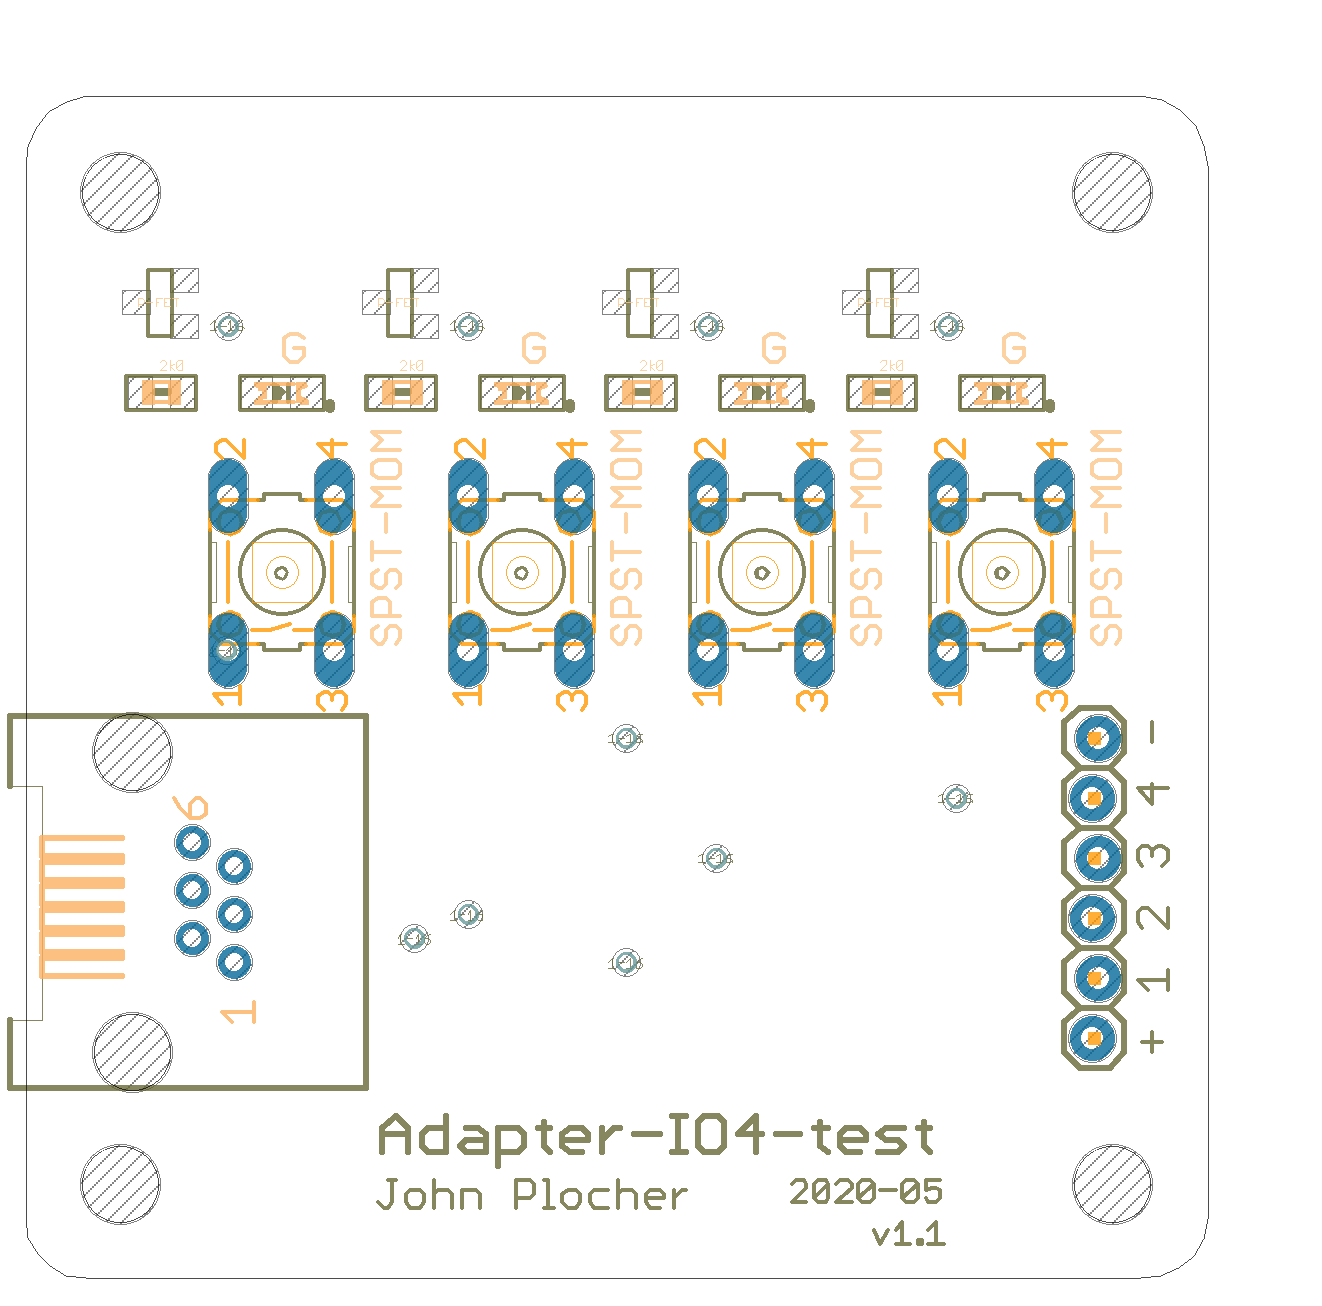 P-FET P-FET P-FET P-FET
1-16 1-16 1-16 1-16
G G G G
2k0 2k0 2k0 2k0
2 4 SPST-MOM 2 4 SPST-MOM 2 4 SPST-MOM 2 4 SPST-MOM
1 3 1 3 1 3 1 3
1-16
-
1-16
4
6
1-16
3
1-16
2
1-16
1-16
1
1
+
Adapter-IO4-test
John Plocher 2020-05
v1.1